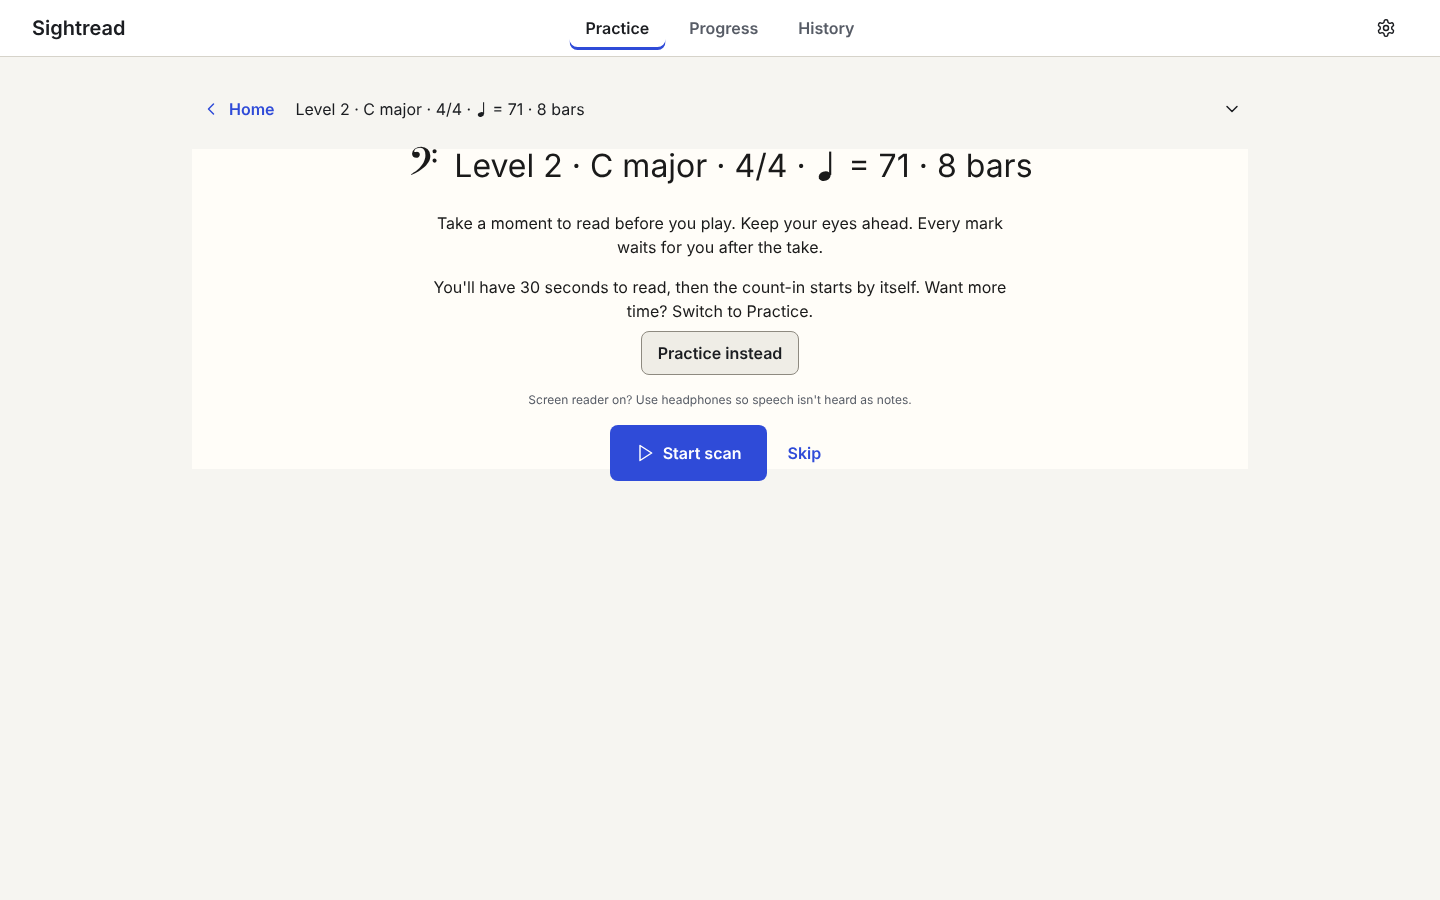 Sightread
Practice
Progress
History
Home
Level 2 · C major · 4/4 · ♩ = 71 · 8 bars
𝄢 Level 2 · C major · 4/4 · ♩ = 71 · 8 bars
Take a moment to read before you play. Keep your eyes ahead. Every mark
waits for you after the take.
You'll have 30 seconds to read, then the count-in starts by itself. Want more
time? Switch to Practice.
Practice instead
Screen reader on? Use headphones so speech isn't heard as notes.
Start scan
Skip